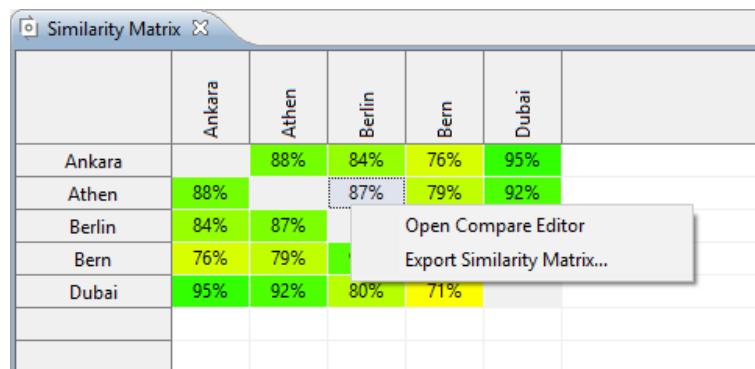 Similarity Matrix
Ankara Athen Berlin Bern Dubai
Ankara 88% 84% 76% 95%
Athen 88% 87% 79% 92%
Berlin 84% 87%
Open Compare Editor
Bern 76% 79%
Export Similarity Matrix...
Dubai 95% 92% 80% 71%